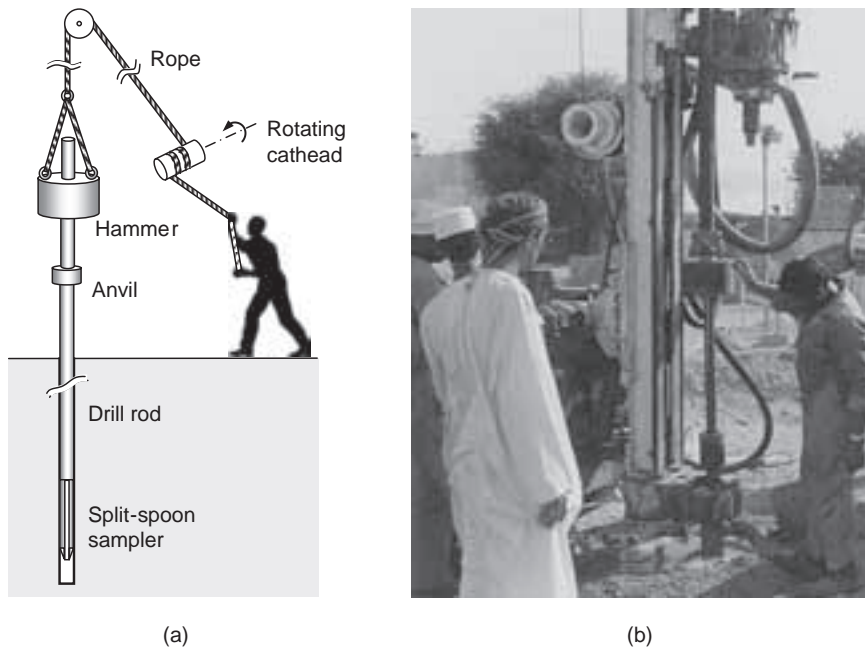 Rope
Rotating
cathead
Hammer
Anvil
Drill rod
Split-spoon
sampler
(a)
(b)